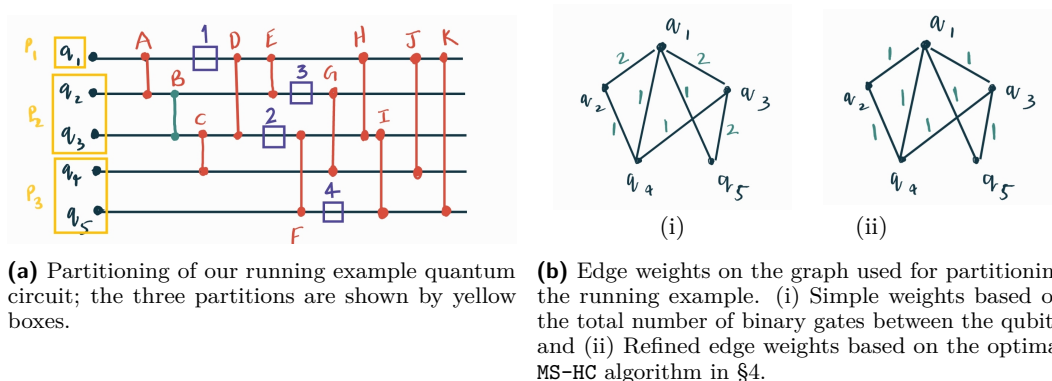 P₁ q₁ A 1 D E H J K
P₂ q₂ B 3 G
q₃ C 2 I
P₃ q₄
q₅ 4
F
q₁
2 2
q₂ 1 1 q₃
1 1 2
q₄ q₅
(i)
q₁
1 1
q₂ 1 1 q₃
1 1 1
q₄ q₅
(ii)
(a) Partitioning of our running example quantum
circuit; the three partitions are shown by yellow
boxes.
(b) Edge weights on the graph used for partitionin
the running example. (i) Simple weights based o
the total number of binary gates between the qubit
and (ii) Refined edge weights based on the optima
MS-HC algorithm in §4.